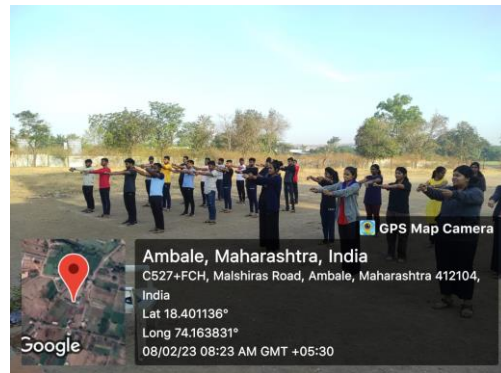 GPS Map Camera
Ambale, Maharashtra, India
C527+FCH, Malshiras Road, Ambale, Maharashtra 412104,
India
Lat 18.401136°
Long 74.163831°
08/02/23 08:23 AM GMT +05:30
Google